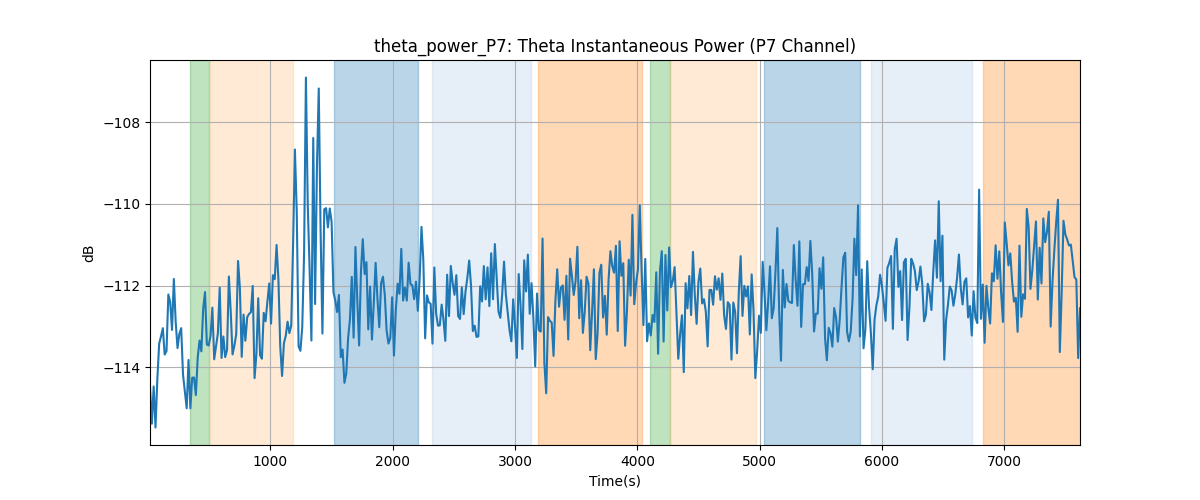 theta_power_P7: Theta Instantaneous Power (P7 Channel)
−108
−110
−112
−114
dB
1000 2000 3000 4000 5000 6000 7000
Time(s)